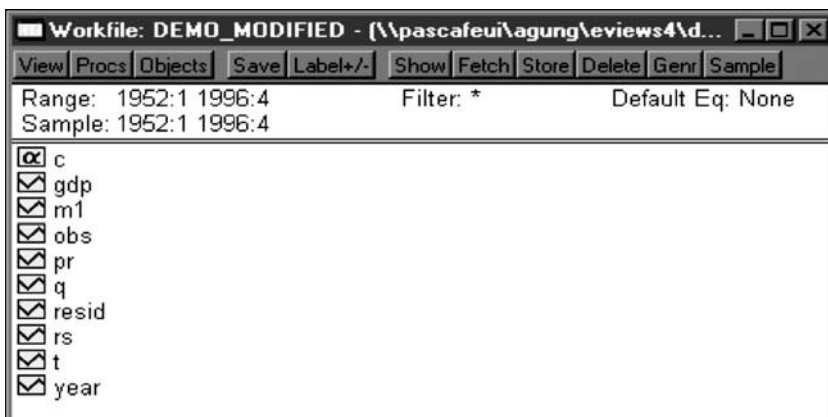 Workfile: DEMO_MODIFIED - (\\pascafeui\agung\eviews4\d...
View Procs Objects Save Label+/- Show Fetch Store Delete Genr Sample
Range: 1952:1 1996:4 Filter: * Default Eq: None
Sample: 1952:1 1996:4
α c
gdp
m1
obs
pr
q
resid
rs
t
year